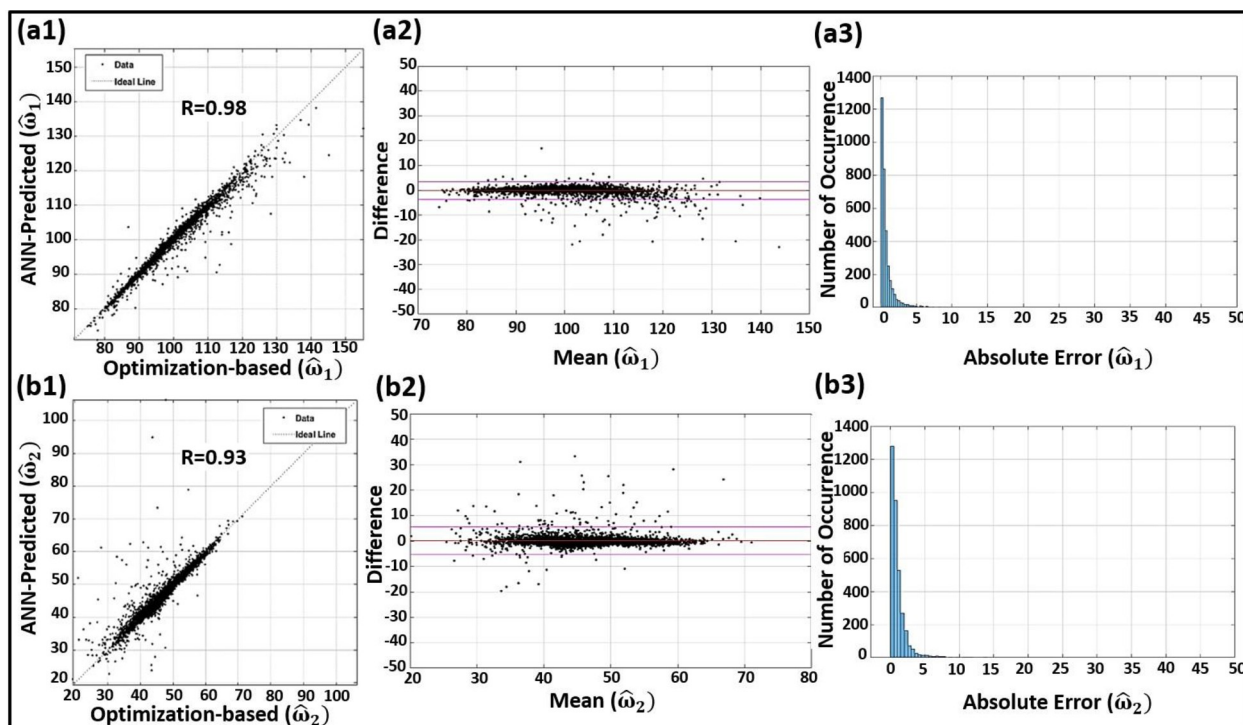 (a1)
150
140
130
120
110
100
90
80
ANN-Predicted (ω̂₁)
Data
Ideal Line
R=0.98
80 90 100 110 120 130 140 150
Optimization-based (ω̂₁)
(a2)
50
40
30
20
10
0
-10
-20
-30
-40
-50
Difference
70 80 90 100 110 120 130 140 150
Mean (ω̂₁)
(a3)
1400
1200
1000
800
600
400
200
0
Number of Occurrence
0 5 10 15 20 25 30 35 40 45 50
Absolute Error (ω̂₁)
(b1)
100
90
80
70
60
50
40
30
20
ANN-Predicted (ω̂₂)
Data
Ideal Line
R=0.93
20 30 40 50 60 70 80 90 100
Optimization-based (ω̂₂)
(b2)
50
40
30
20
10
0
-10
-20
-30
-40
-50
Difference
20 30 40 50 60 70 80
Mean (ω̂₂)
(b3)
1400
1200
1000
800
600
400
200
0
Number of Occurrence
0 5 10 15 20 25 30 35 40 45 50
Absolute Error (ω̂₂)